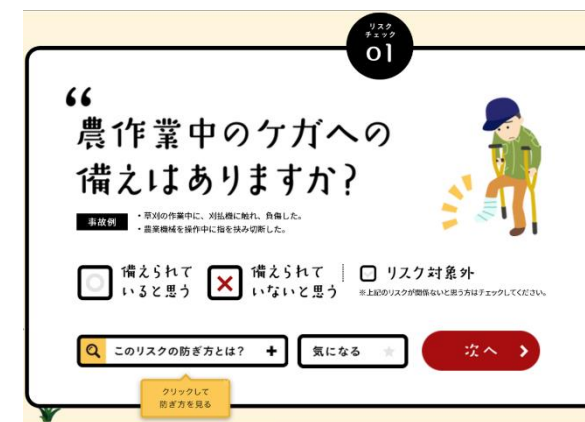 リスク
チェック
01
“
農作業中のケガへの
備えはありますか?
事故例
・草刈の作業中に、刈払機に触れ、負傷した。
・農業機械を操作中に指を挟み切断した。
備えられて
いると思う
備えられて
いないと思う
リスク対象外
※上記のリスクが関係ないと思う方はチェックしてください。
このリスクの防ぎ方とは? +
気になる ★
次へ
クリックして
防ぎ方を見る